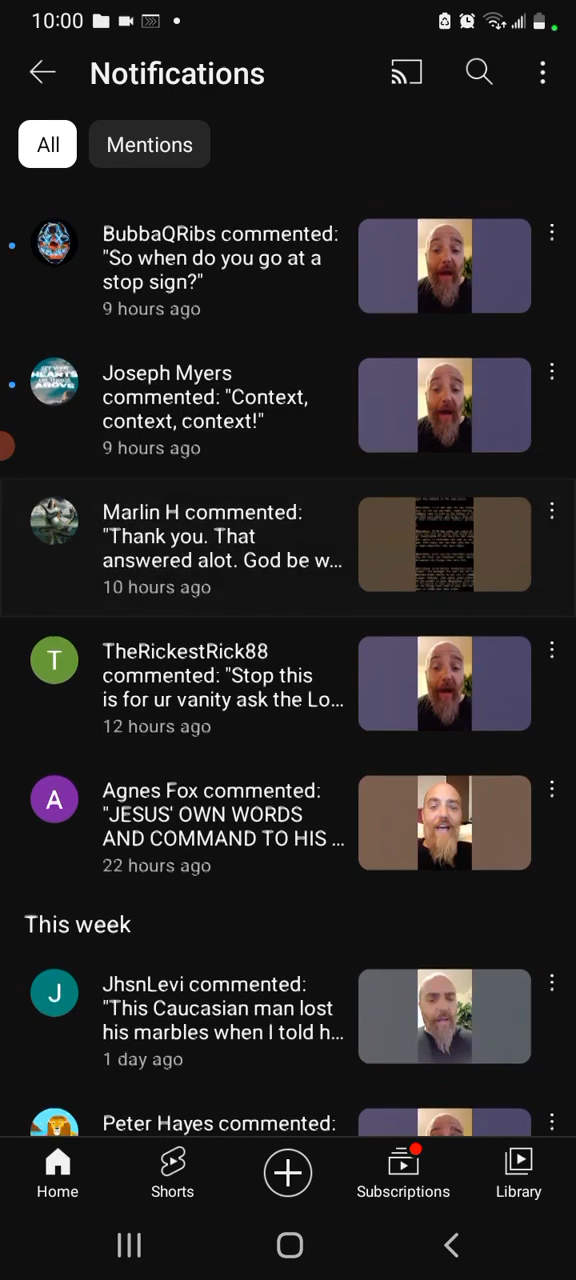 10:00
Notifications
All
Mentions
BubbaQRibs commented:
"So when do you go at a
stop sign?"
9 hours ago
Joseph Myers
commented: "Context,
context, context!"
9 hours ago
Marlin H commented:
"Thank you. That
answered alot. God be w...
10 hours ago
T
TheRickestRick88
commented: "Stop this
is for ur vanity ask the Lo...
12 hours ago
A
Agnes Fox commented:
"JESUS' OWN WORDS
AND COMMAND TO HIS ...
22 hours ago
This week
J
JhsnLevi commented:
"This Caucasian man lost
his marbles when I told h...
1 day ago
Peter Hayes commented:
Home
Shorts
Subscriptions
Library